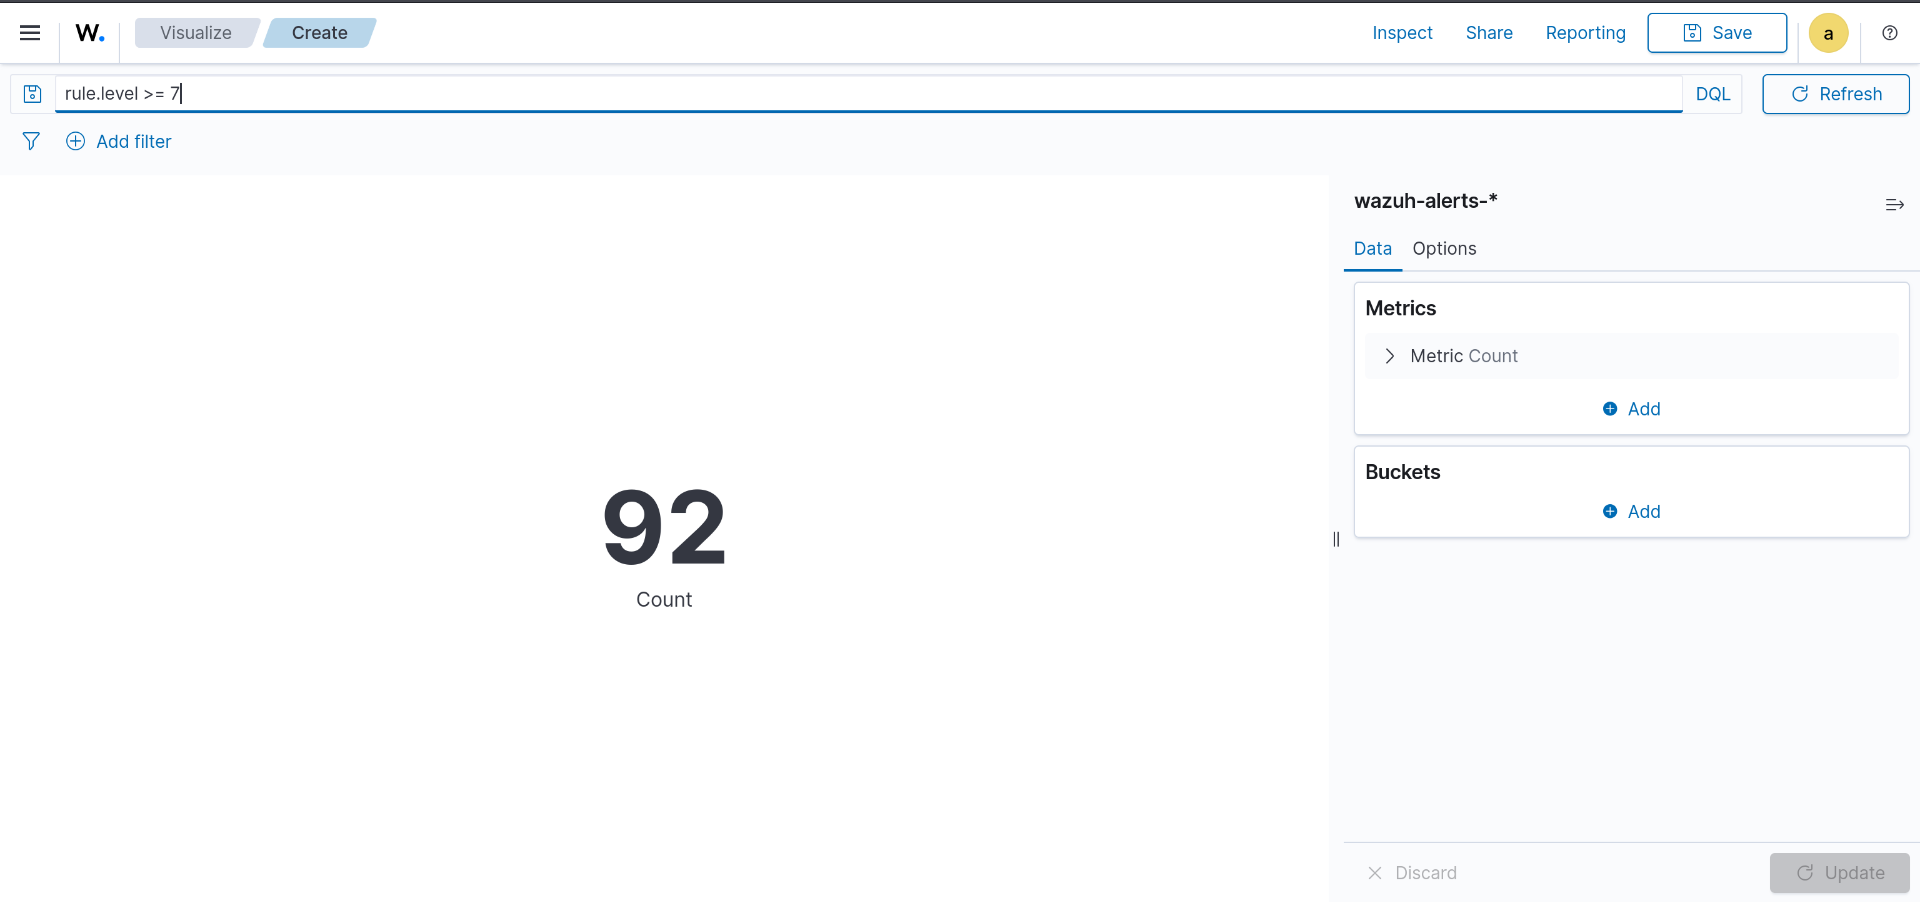 W. Visualize Create Inspect Share Reporting Save a
rule.level >= 7 DQL Refresh
Add filter
wazuh-alerts-*
Data Options
Metrics
Metric Count
Add
Buckets
Add
92
Count
Discard Update